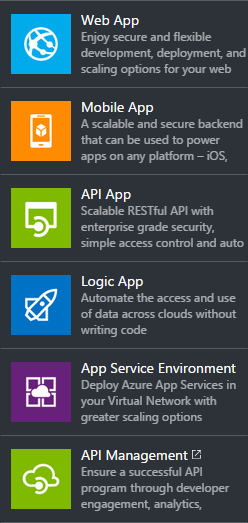 Web App
Enjoy secure and flexible
development, deployment, and
scaling options for your web
Mobile App
A scalable and secure backend
that can be used to power
apps on any platform – iOS,
API App
Scalable RESTful API with
enterprise grade security,
simple access control and auto
Logic App
Automate the access and use
of data across clouds without
writing code
App Service Environment
Deploy Azure App Services in
your Virtual Network with
greater scaling options
API Management
Ensure a successful API
program through developer
engagement, analytics,